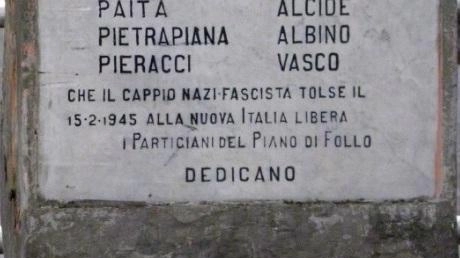 PAITA ALCIDE
PIETRAPIANA ALBINO
PIERACCI VASCO
CHE IL CAPPIO NAZI-FASCISTA TOLSE IL
15-2-1945 ALLA NUOVA ITALIA LIBERA
I PARTIGIANI DEL PIANO DI FOLLO
DEDICANO